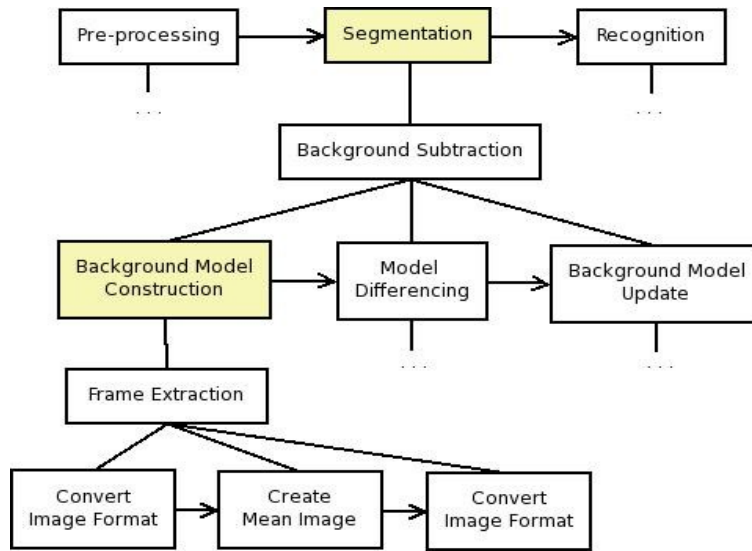 Pre-processing
Segmentation
Recognition
. . .
. . .
Background Subtraction
Background Model
Construction
Model
Differencing
Background Model
Update
. . .
. . .
Frame Extraction
Convert
Image Format
Create
Mean Image
Convert
Image Format